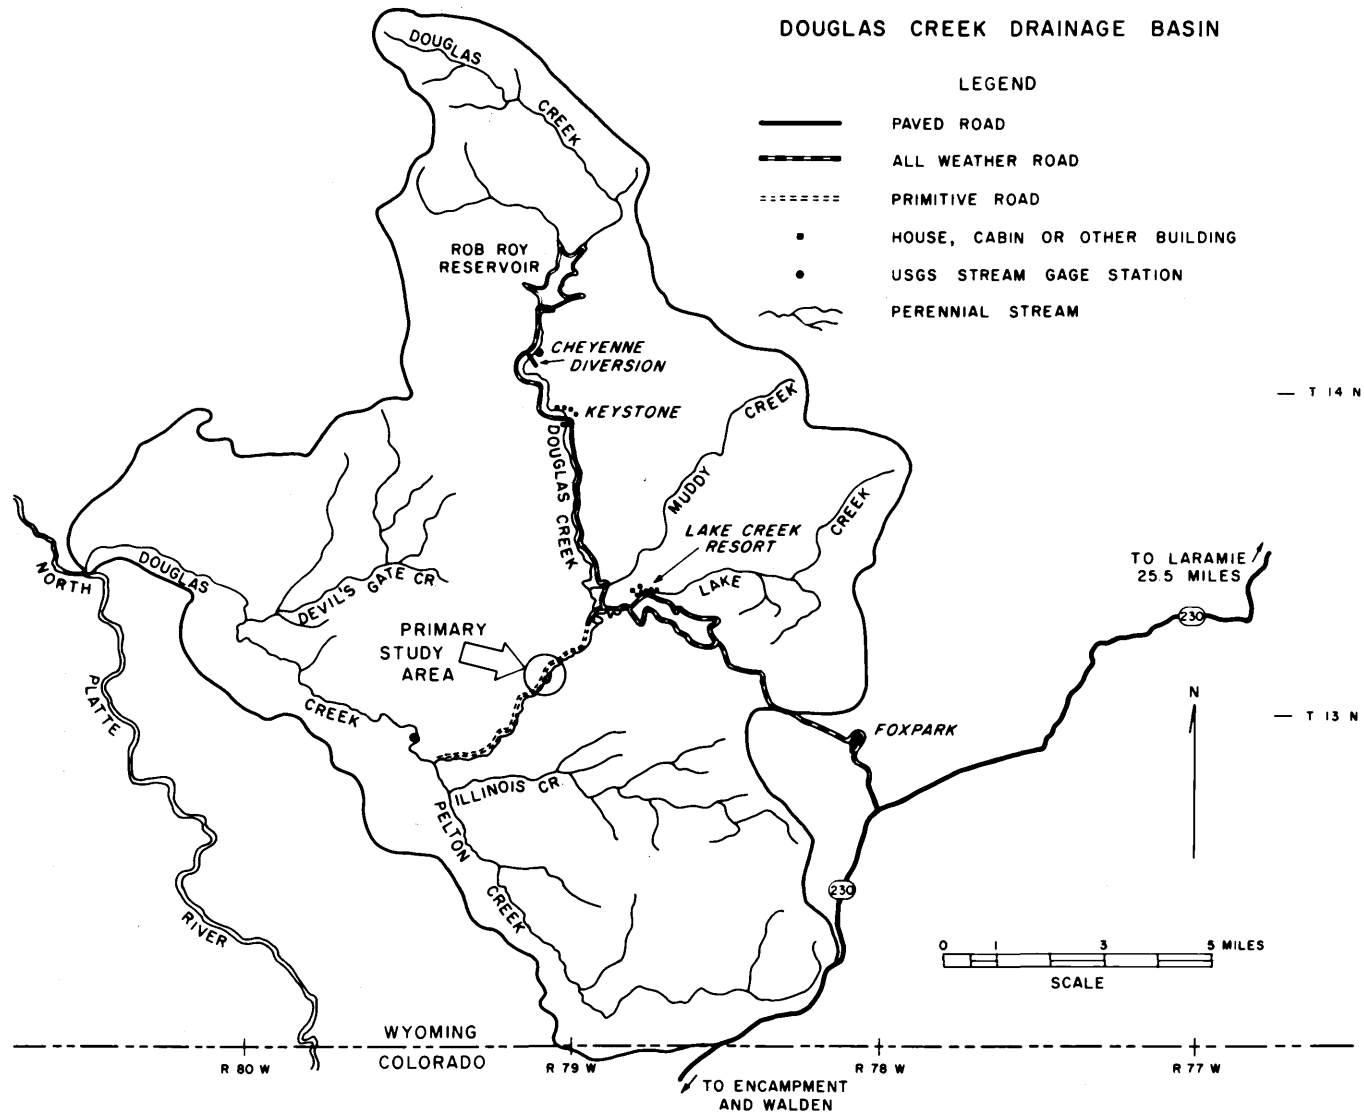 DOUGLAS CREEK DRAINAGE BASIN
LEGEND
PAVED ROAD
ALL WEATHER ROAD
PRIMITIVE ROAD
HOUSE, CABIN OR OTHER BUILDING
USGS STREAM GAGE STATION
PERENNIAL STREAM
DOUGLAS
CREEK
ROB ROY
RESERVOIR
CHEYENNE
DIVERSION
KEYSTONE
T 14 N
MUDDY
CREEK
DOUGLAS CREEK
LAKE CREEK
RESORT
LAKE
CREEK
TO LARAMIE
25.5 MILES
230
NORTH
PLATTE
RIVER
DOUGLAS
CREEK
DEVIL'S GATE CR.
PRIMARY
STUDY
AREA
N
T 13 N
FOXPARK
ILLINOIS CR.
PELTON
CREEK
230
0 1 3 5 MILES
SCALE
WYOMING
COLORADO
R 80 W
R 79 W
R 78 W
R 77 W
TO ENCAMPMENT
AND WALDEN